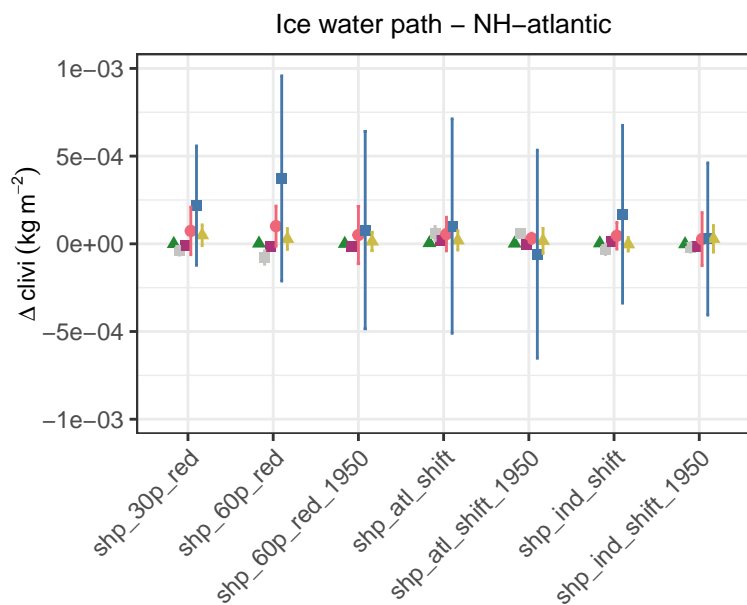 Ice water path − NH−atlantic
Δ clivi (kg m⁻²)
1e−03
5e−04
0e+00
−5e−04
−1e−03
shp_30p_red
shp_60p_red
shp_60p_red_1950
shp_atl_shift
shp_atl_shift_1950
shp_ind_shift
shp_ind_shift_1950